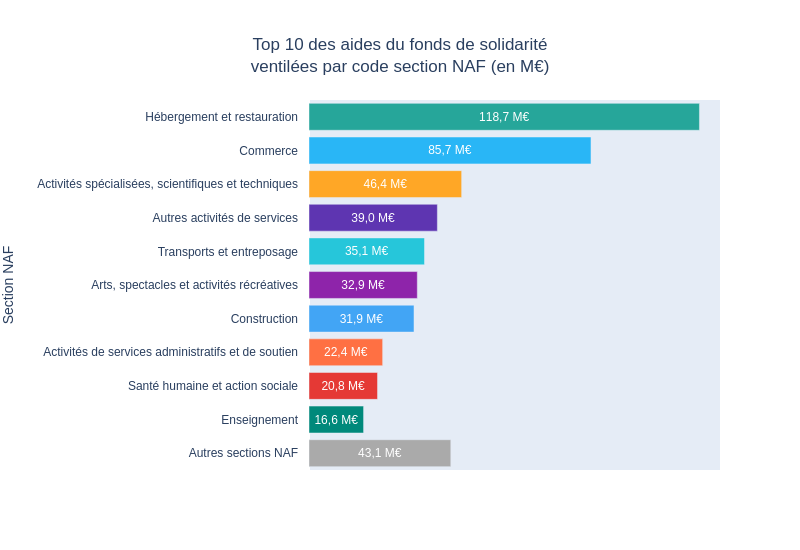 Top 10 des aides du fonds de solidarité
ventilées par code section NAF (en M€)
Section NAF
Hébergement et restauration 118,7 M€
Commerce 85,7 M€
Activités spécialisées, scientifiques et techniques 46,4 M€
Autres activités de services 39,0 M€
Transports et entreposage 35,1 M€
Arts, spectacles et activités récréatives 32,9 M€
Construction 31,9 M€
Activités de services administratifs et de soutien 22,4 M€
Santé humaine et action sociale 20,8 M€
Enseignement 16,6 M€
Autres sections NAF 43,1 M€